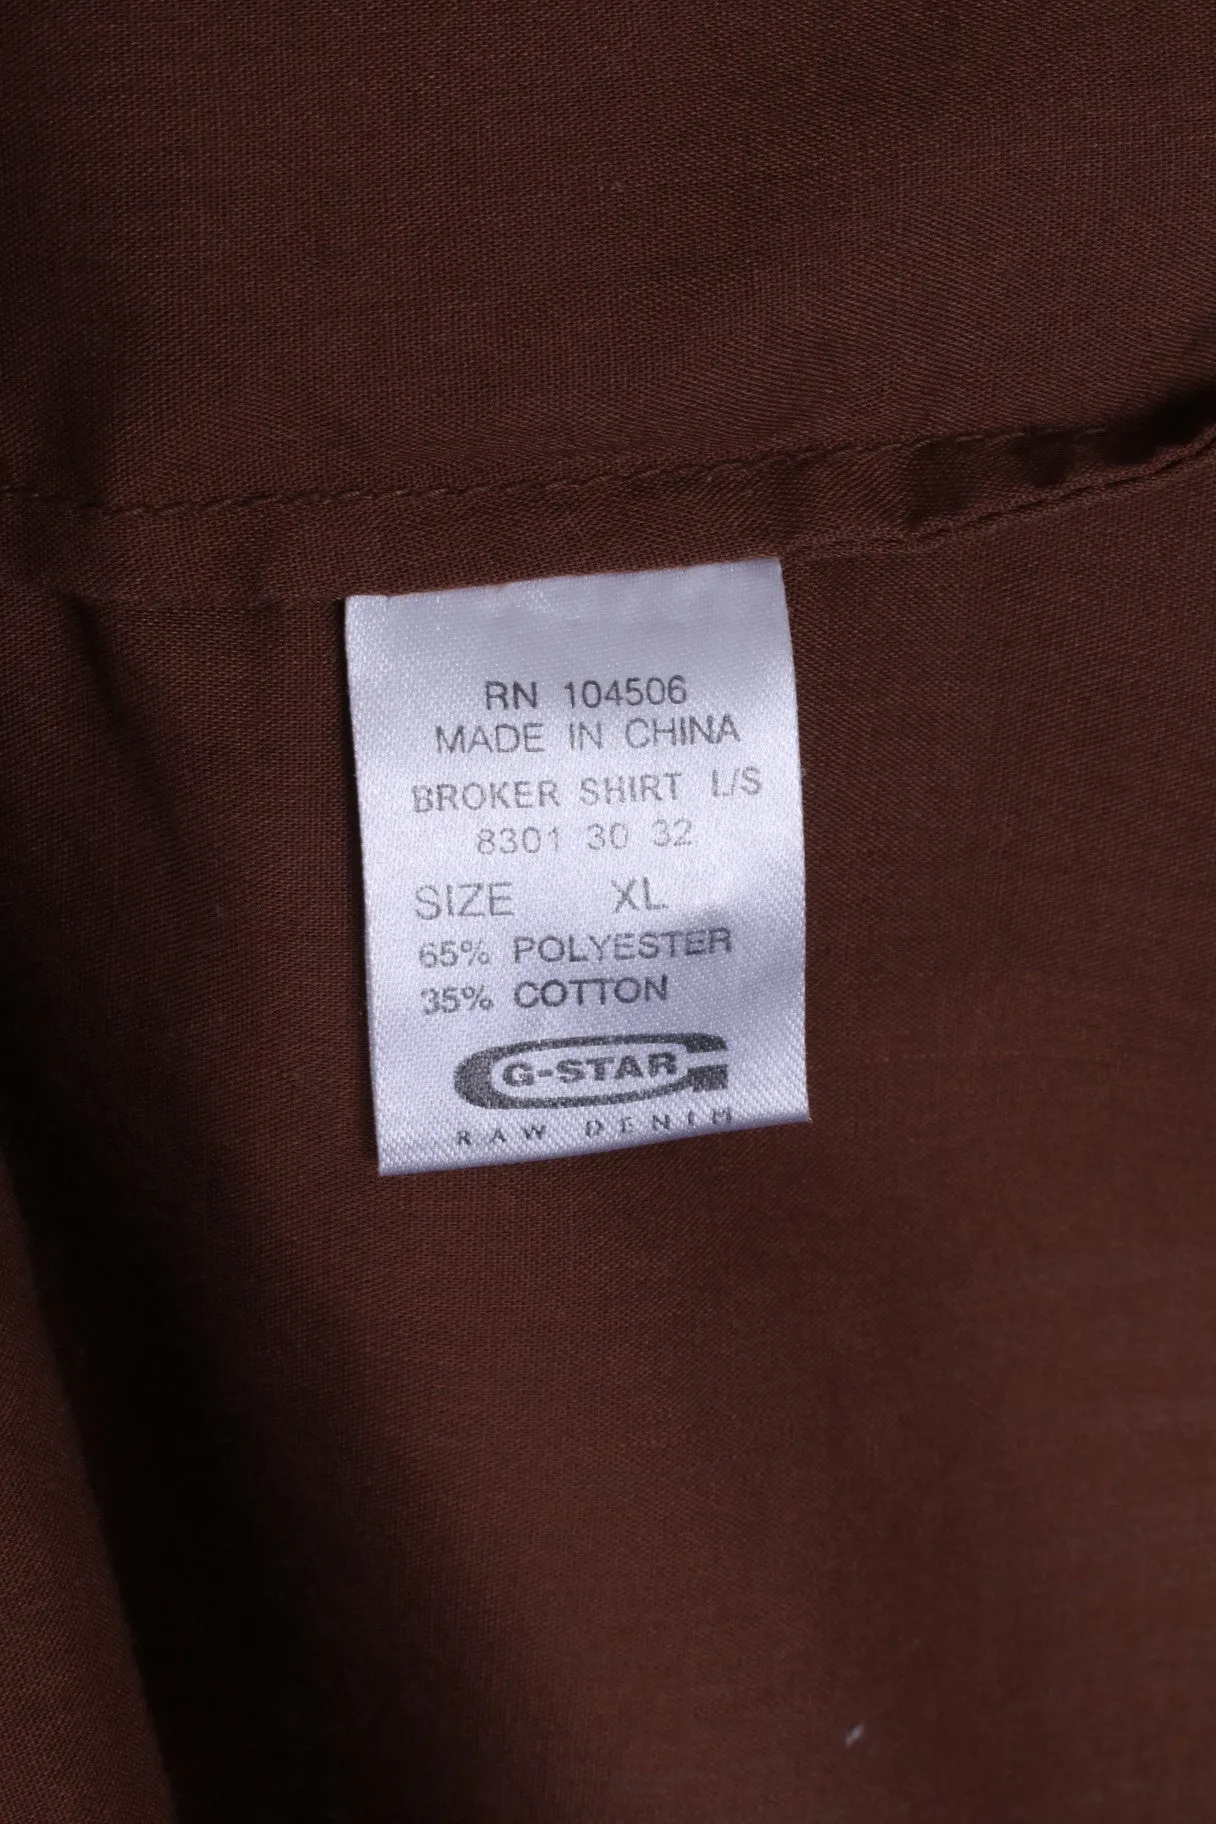 RN 104506
MADE IN CHINA
BROKER SHIRT L/S
8301 30 32
SIZE XL
65% POLYESTER
35% COTTON
G-STAR
RAW DENIM